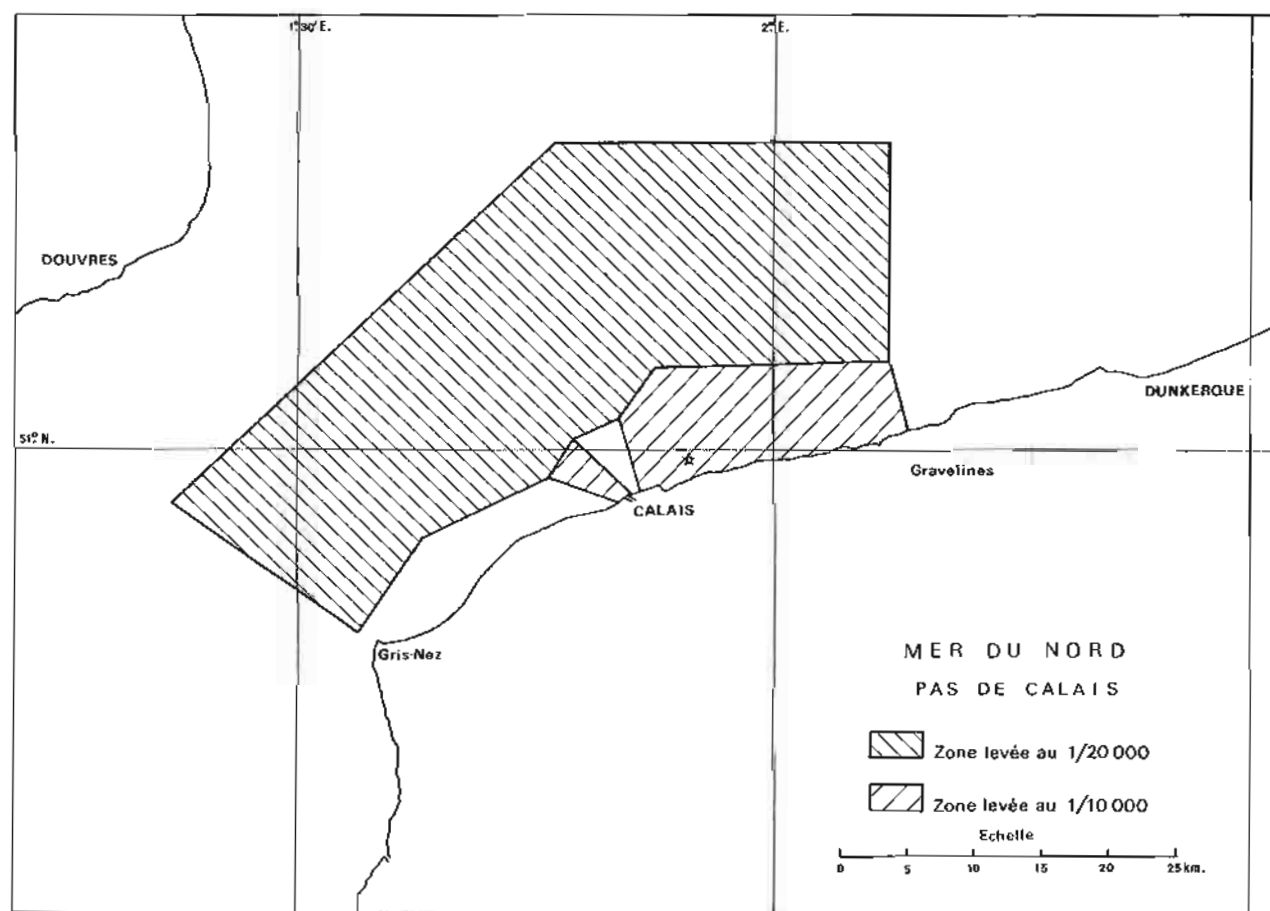 1° 30' E.
2° E.
DOUVRES
51° N.
DUNKERQUE
Gravelines
CALAIS
Gris-Nez
MER DU NORD
PAS DE CALAIS
Zone levée au 1/20 000
Zone levée au 1/10 000
Echelle
0 5 10 15 20 25 km.